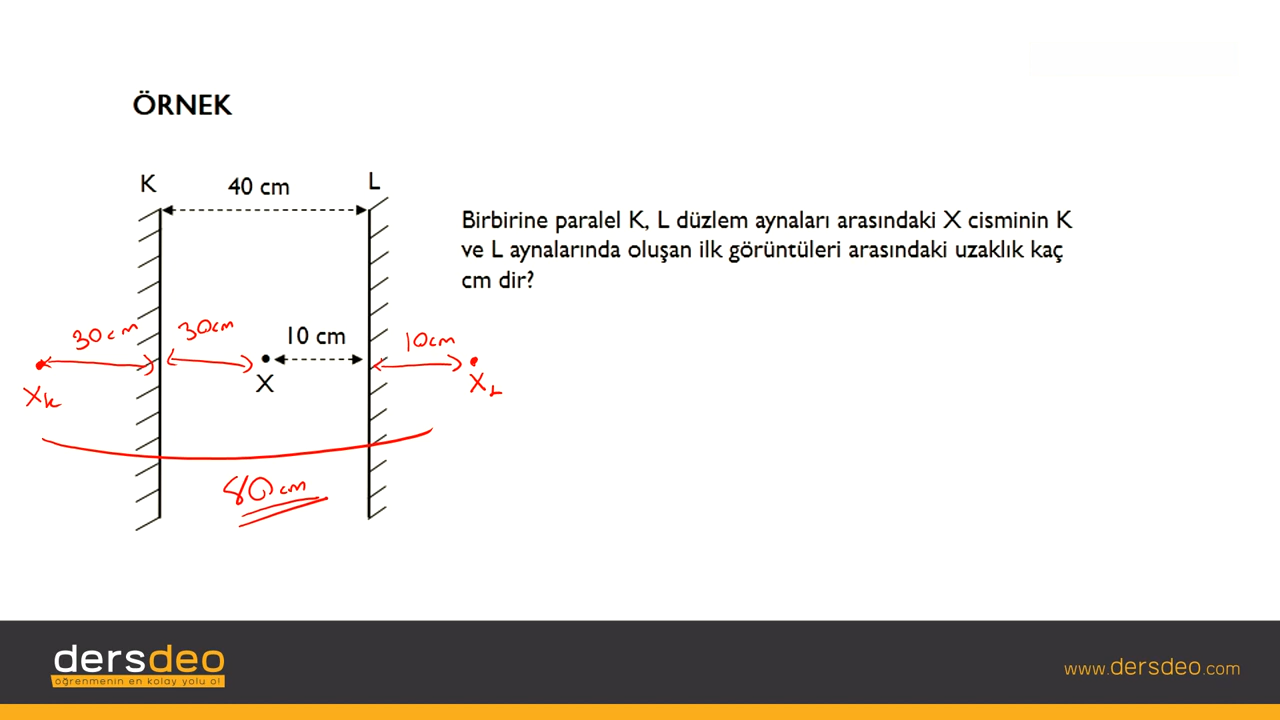 ÖRNEK
K
40 cm
L
Birbirine paralel K, L düzlem aynaları arasındaki X cisminin K
ve L aynalarında oluşan ilk görüntüleri arasındaki uzaklık kaç
cm dir?
30cm
30cm
10 cm
10cm
X
XK
XL
80cm
dersdeo
öğrenmenin en kolay yolu o!
www.dersdeo.com